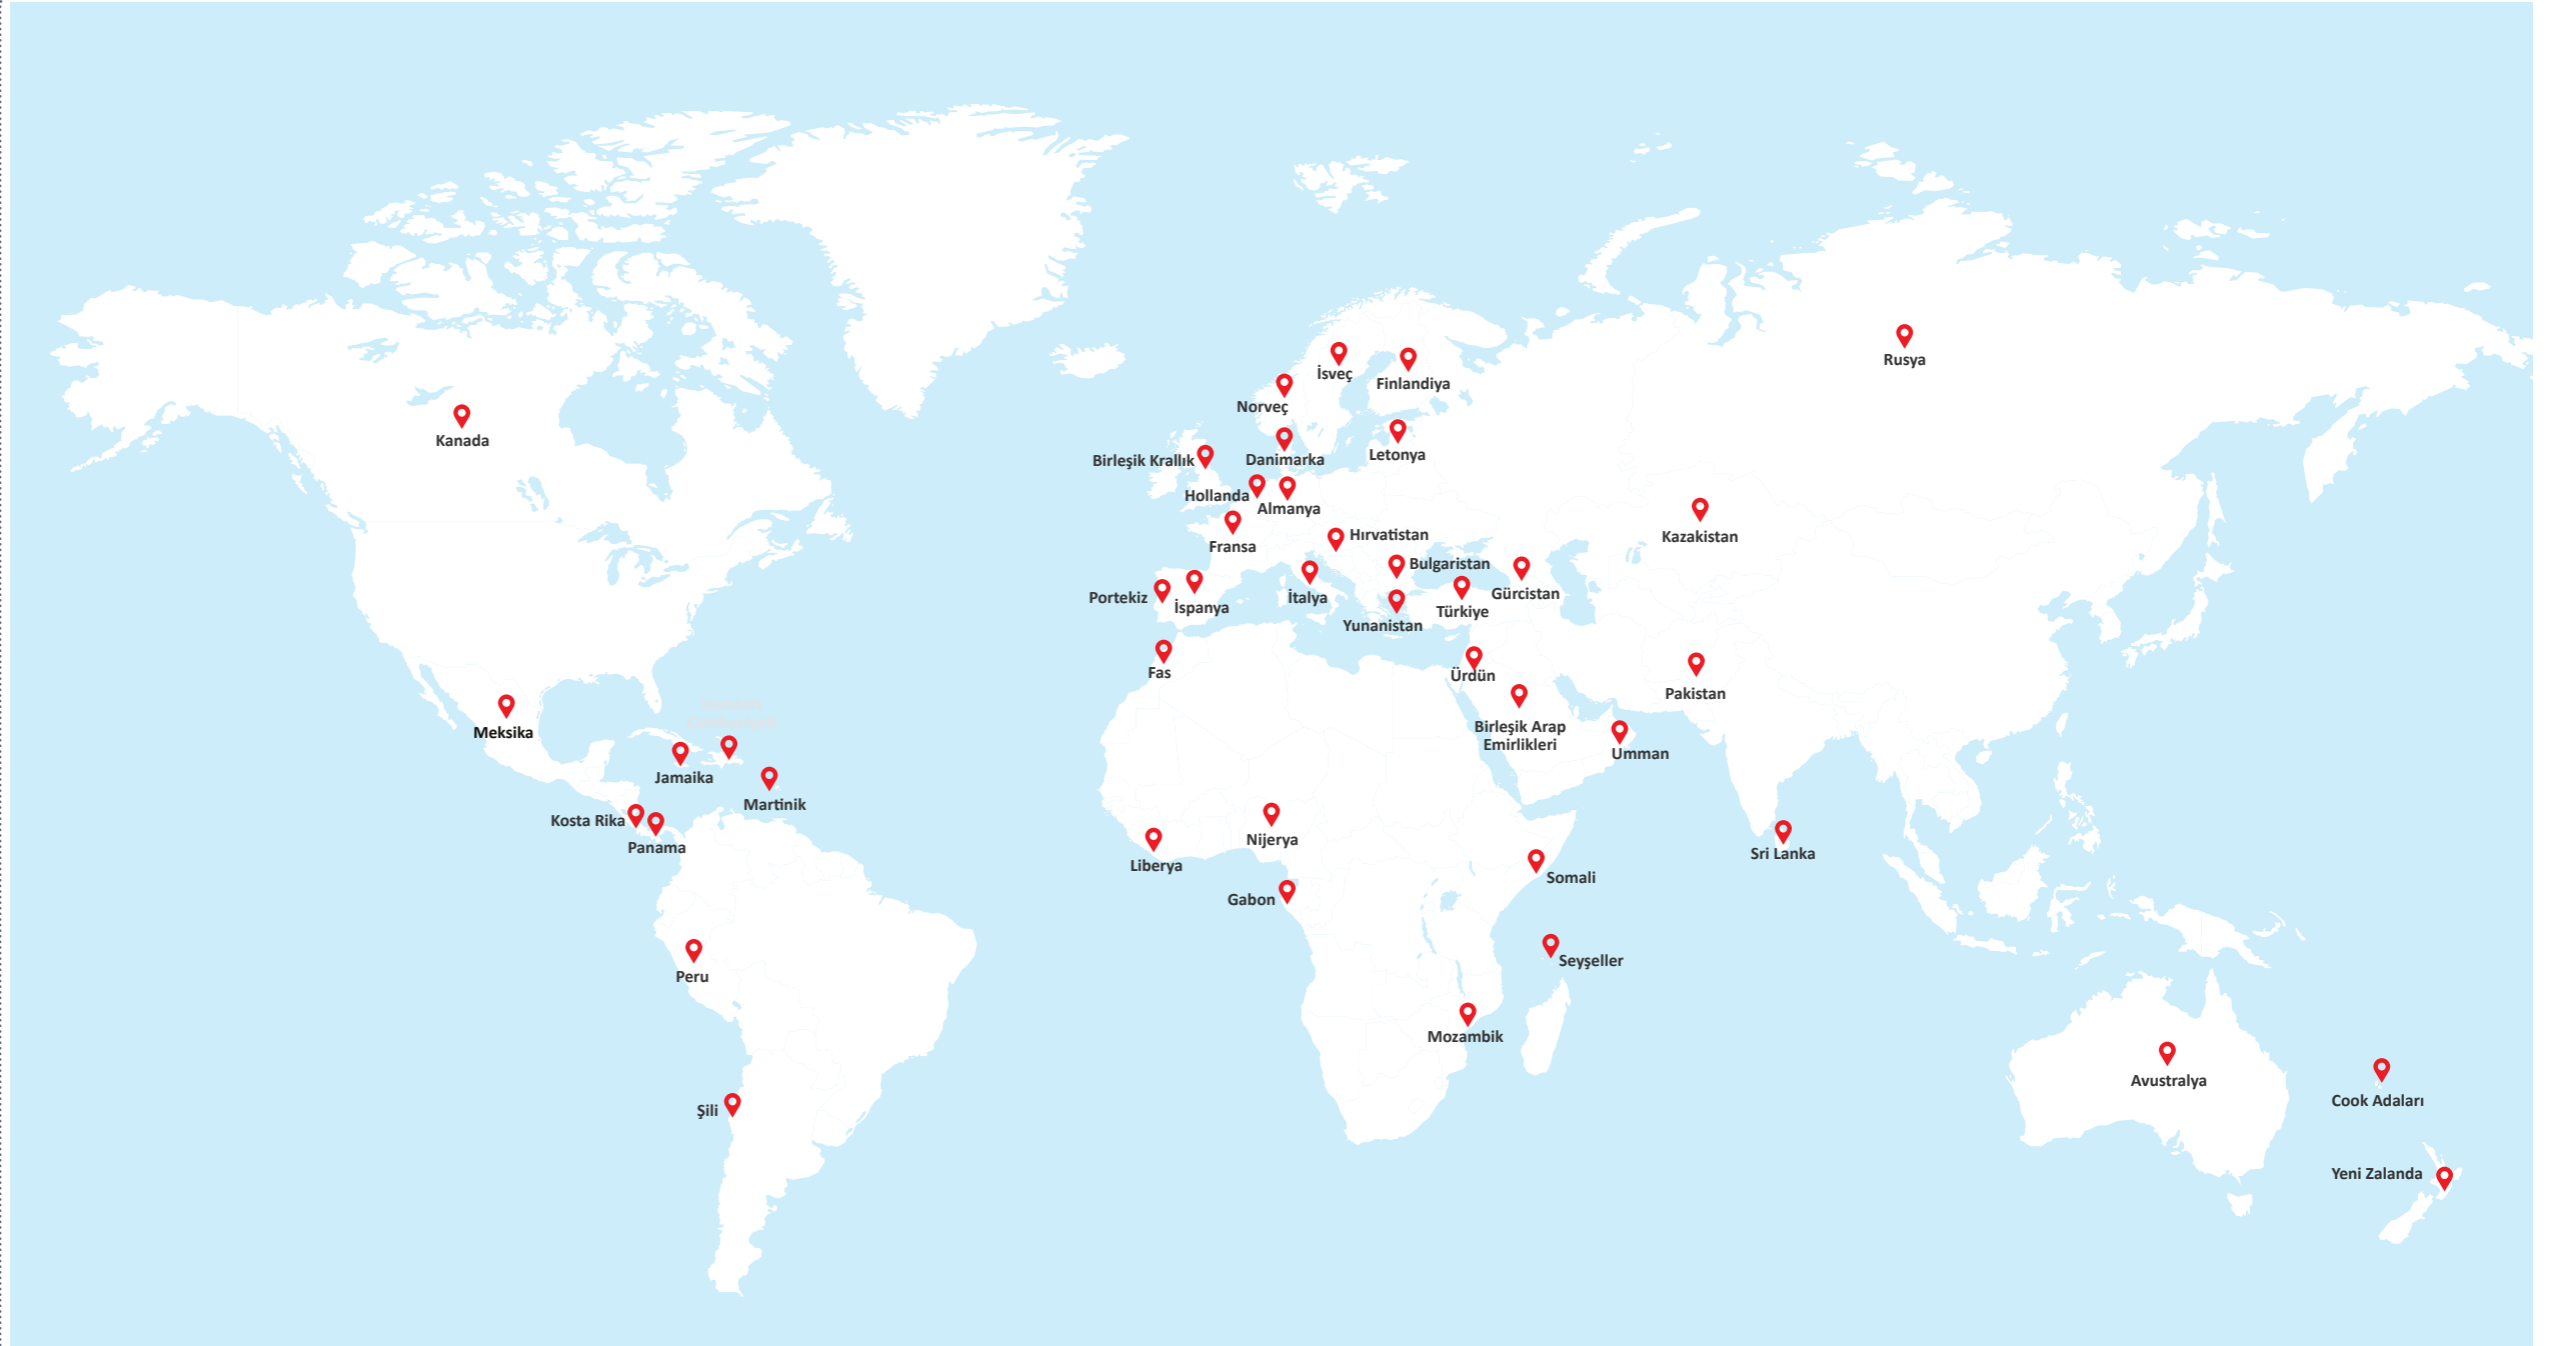 Rusya
İsveç
Finlandiya
Norveç
Kanada
Birleşik Krallık
Danimarka
Letonya
Hollanda
Almanya
Fransa
Hırvatistan
Kazakistan
Bulgaristan
Portekiz
İspanya
İtalya
Gürcistan
Türkiye
Yunanistan
Fas
Ürdün
Pakistan
Meksika
Birleşik Arap
Emirlikleri
Umman
Jamaika
Martinik
Kosta Rika
Panama
Nijerya
Liberya
Sri Lanka
Somali
Gabon
Seyşeller
Peru
Mozambik
Avustralya
Cook Adaları
Şili
Yeni Zalanda